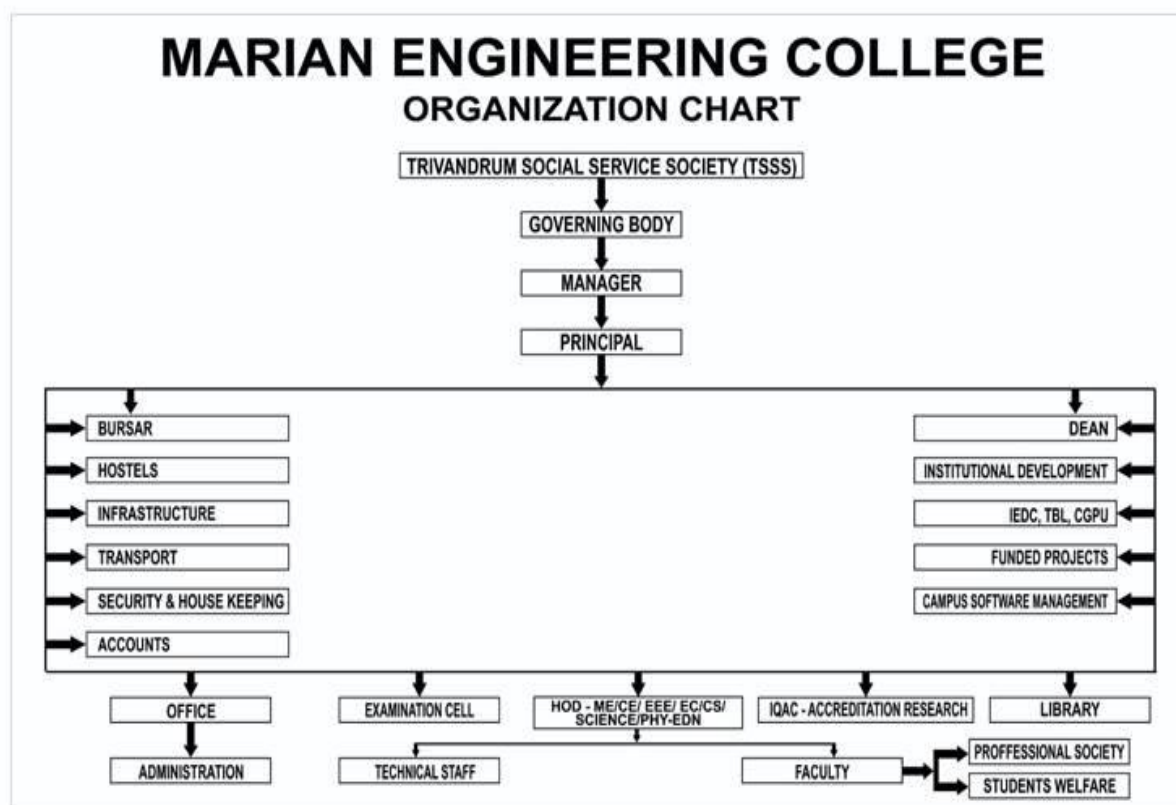 MARIAN ENGINEERING COLLEGE
ORGANIZATION CHART
TRIVANDRUM SOCIAL SERVICE SOCIETY (TSSS)
GOVERNING BODY
MANAGER
PRINCIPAL
BURSAR
HOSTELS
INFRASTRUCTURE
TRANSPORT
SECURITY & HOUSE KEEPING
ACCOUNTS
DEAN
INSTITUTIONAL DEVELOPMENT
IEDC, TBL, CGPU
FUNDED PROJECTS
CAMPUS SOFTWARE MANAGEMENT
OFFICE
EXAMINATION CELL
HOD - ME/CE/ EEE/ EC/CS/
SCIENCE/PHY-EDN
IQAC - ACCREDITATION RESEARCH
LIBRARY
ADMINISTRATION
TECHNICAL STAFF
FACULTY
PROFFESSIONAL SOCIETY
STUDENTS WELFARE